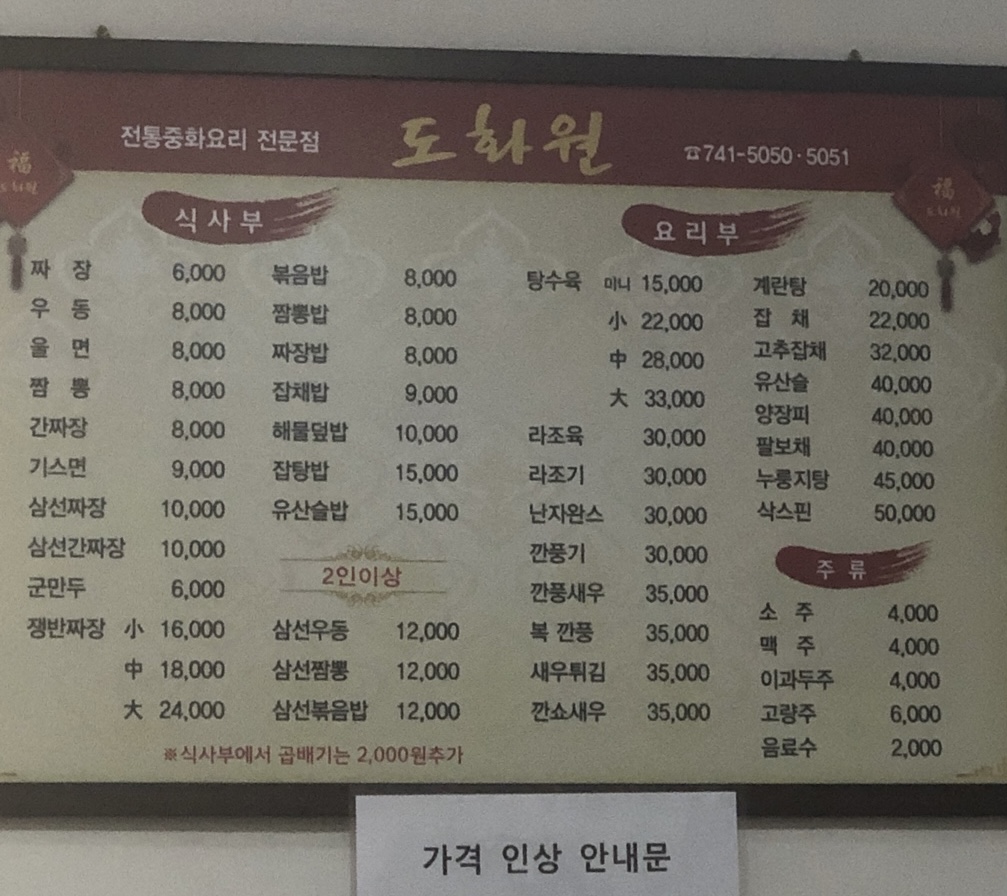 전통중화요리 전문점 도화원 ☎741-5050·5051
福
도화원
福
도화원
식사부
짜 장 6,000
우 동 8,000
울 면 8,000
짬 뽕 8,000
간짜장 8,000
기스면 9,000
삼선짜장 10,000
삼선간짜장 10,000
군만두 6,000
쟁반짜장 小 16,000
中 18,000
大 24,000
볶음밥 8,000
짬뽕밥 8,000
짜장밥 8,000
잡채밥 9,000
해물덮밥 10,000
잡탕밥 15,000
유산슬밥 15,000
2인이상
삼선우동 12,000
삼선짬뽕 12,000
삼선볶음밥 12,000
※식사부에서 곱배기는 2,000원추가
요리부
탕수육 미니 15,000
小 22,000
中 28,000
大 33,000
라조육 30,000
라조기 30,000
난자완스 30,000
깐풍기 30,000
깐풍새우 35,000
복 깐풍 35,000
새우튀김 35,000
깐쇼새우 35,000
계란탕 20,000
잡 채 22,000
고추잡채 32,000
유산슬 40,000
양장피 40,000
팔보채 40,000
누룽지탕 45,000
삭스핀 50,000
주류
소 주 4,000
맥 주 4,000
이과두주 4,000
고량주 6,000
음료수 2,000
가격 인상 안내문